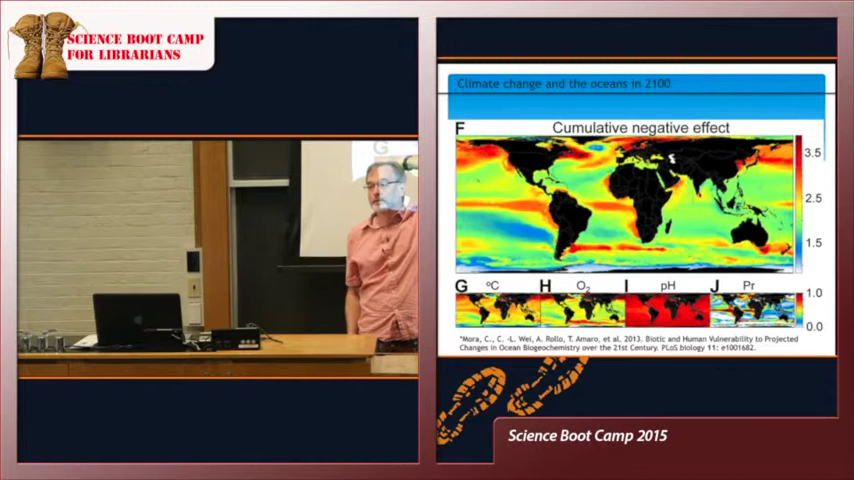 SCIENCE BOOT CAMP
FOR LIBRARIANS
Climate change and the oceans in 2100
F
Cumulative negative effect
3.5
2.5
1.5
G ºC
H O₂
I pH
J Pr
1.0
0.0
*Mora, C., C. -L. Wei, A. Rollo, T. Amaro, et al. 2013. Biotic and Human Vulnerability to Projected
Changes in Ocean Biogeochemistry over the 21st Century. PLoS biology 11: e1001682.
Science Boot Camp 2015
G